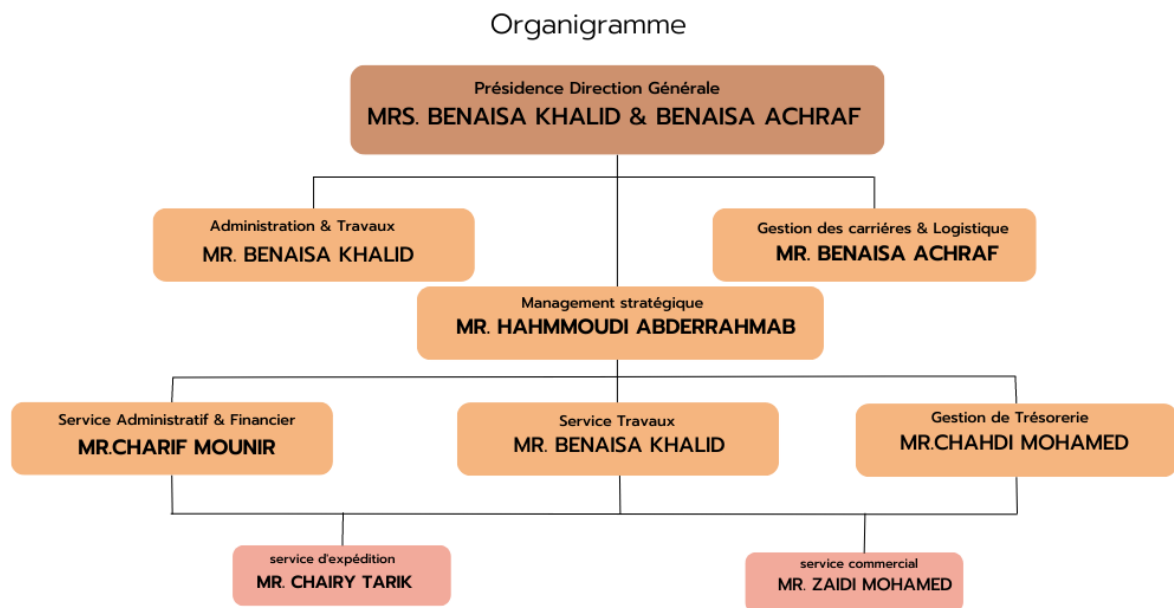 Organigramme
Présidence Direction Générale
MRS. BENAISA KHALID & BENAISA ACHRAF
Administration & Travaux
MR. BENAISA KHALID
Gestion des carriéres & Logistique
MR. BENAISA ACHRAF
Management stratégique
MR. HAHMMOUDI ABDERRAHMAB
Service Administratif & Financier
MR.CHARIF MOUNIR
Service Travaux
MR. BENAISA KHALID
Gestion de Trésorerie
MR.CHAHDI MOHAMED
service d'expédition
MR. CHAIRY TARIK
service commercial
MR. ZAIDI MOHAMED